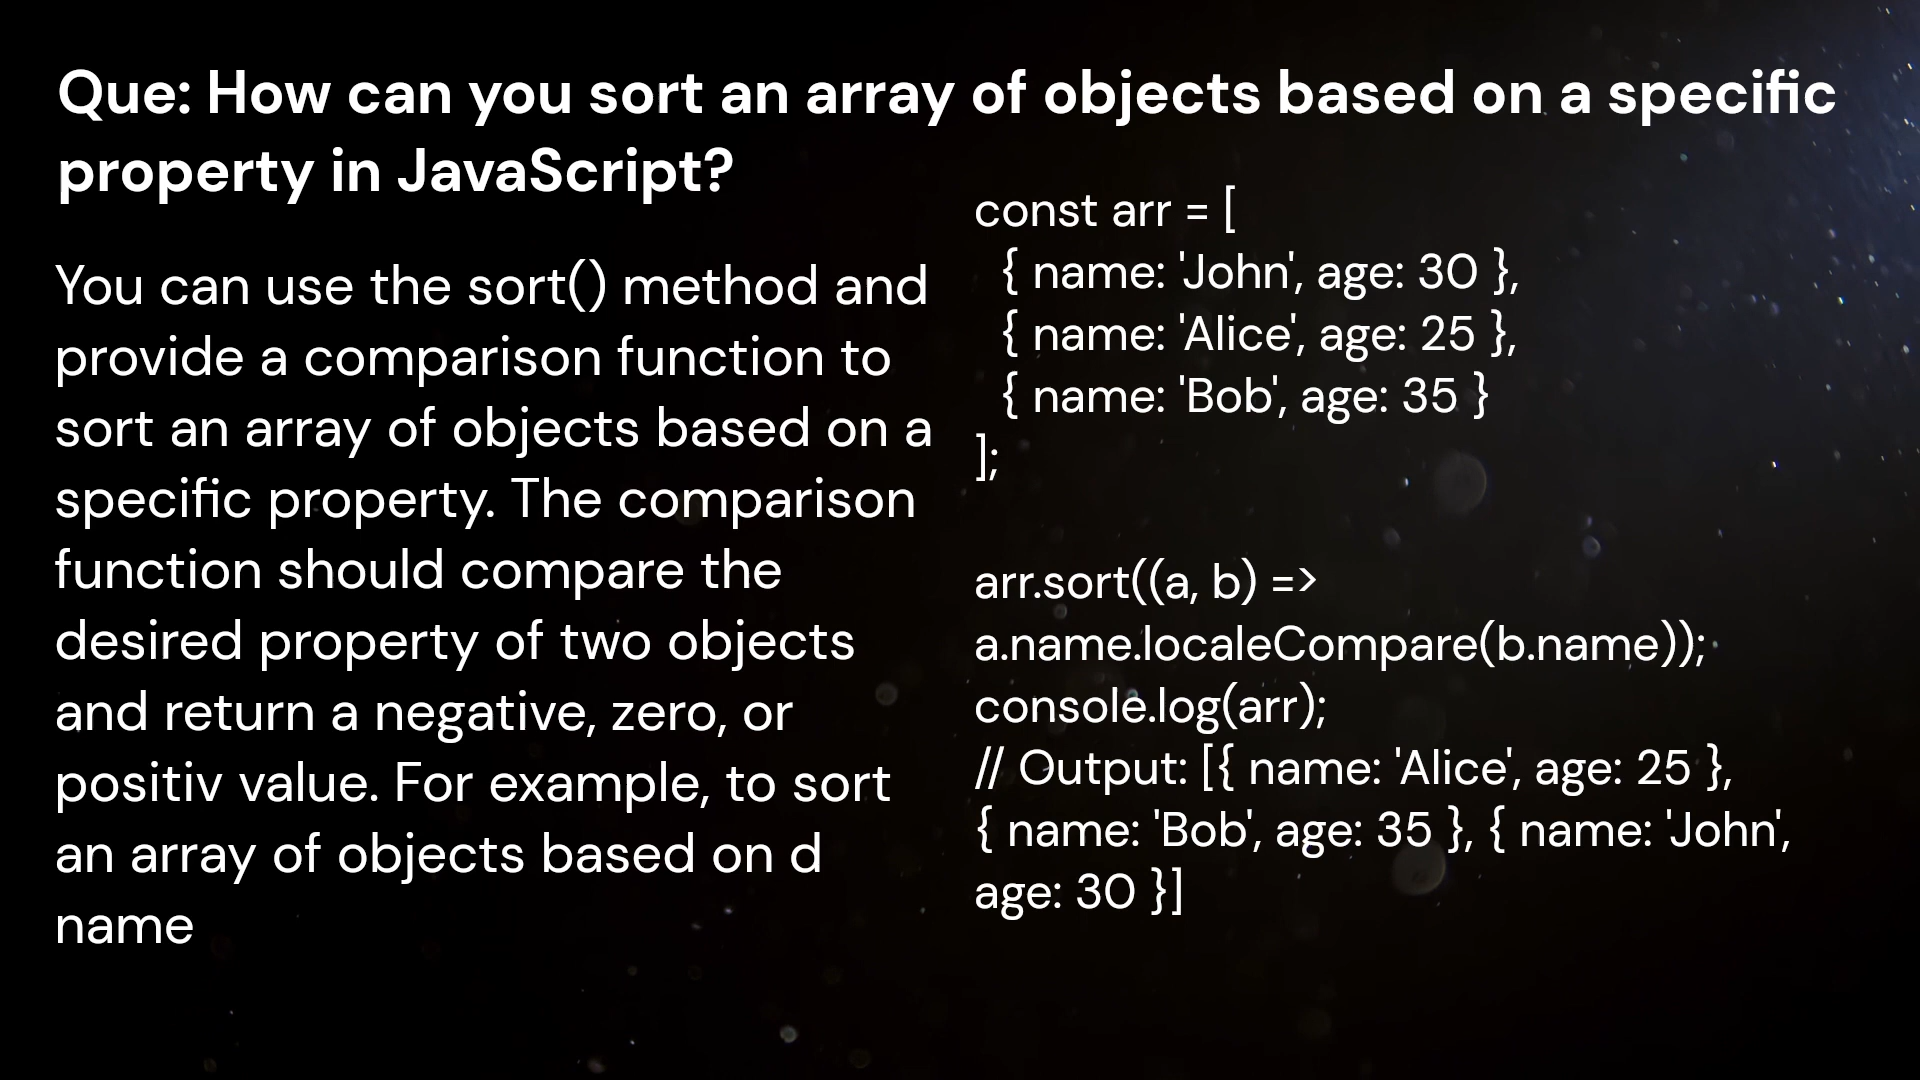 Que: How can you sort an array of objects based on a specific
property in JavaScript?
You can use the sort() method and
provide a comparison function to
sort an array of objects based on a
specific property. The comparison
function should compare the
desired property of two objects
and return a negative, zero, or
positiv value. For example, to sort
an array of objects based on d
name
const arr = [
  { name: 'John', age: 30 },
  { name: 'Alice', age: 25 },
  { name: 'Bob', age: 35 }
];
arr.sort((a, b) =>
a.name.localeCompare(b.name));
console.log(arr);
// Output: [{ name: 'Alice', age: 25 },
{ name: 'Bob', age: 35 }, { name: 'John',
age: 30 }]